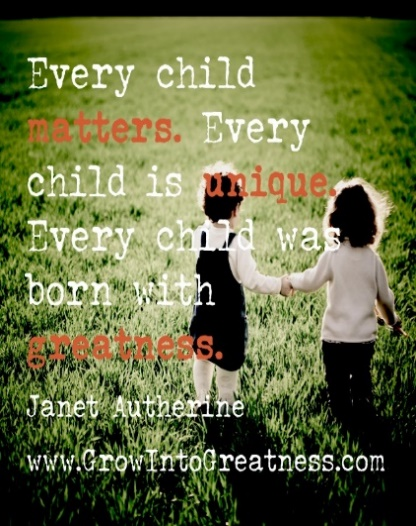 Every child
matters. Every
child is unique.
Every child was
born with
greatness.
Janet Autherine
www.GrowIntoGreatness.com